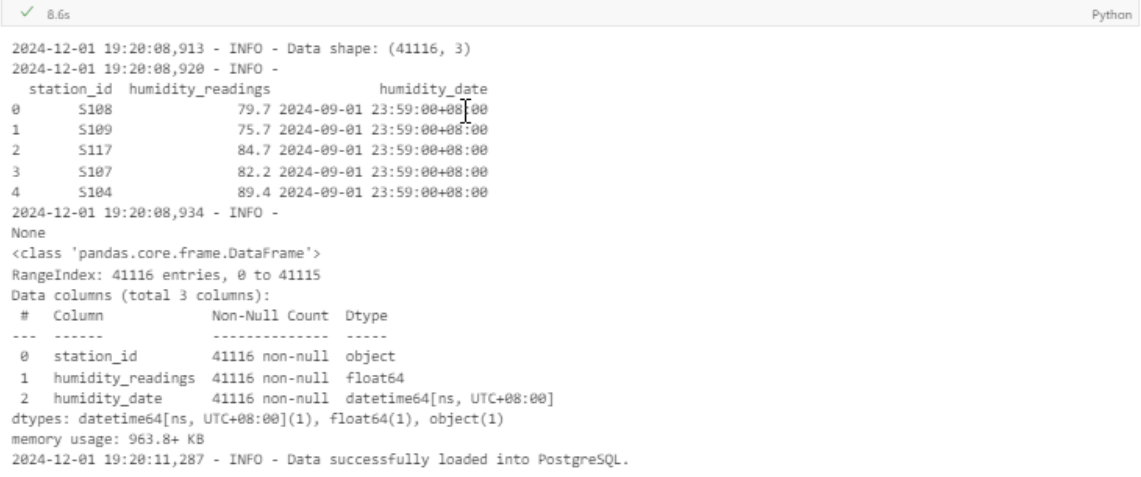 8.6s Python
2024-12-01 19:20:08,913 - INFO - Data shape: (41116, 3)
2024-12-01 19:20:08,920 - INFO -
station_id humidity_readings humidity_date
0 S108 79.7 2024-09-01 23:59:00+08:00
1 S109 75.7 2024-09-01 23:59:00+08:00
2 S117 84.7 2024-09-01 23:59:00+08:00
3 S107 82.2 2024-09-01 23:59:00+08:00
4 S104 89.4 2024-09-01 23:59:00+08:00
2024-12-01 19:20:08,934 - INFO -
None
<class 'pandas.core.frame.DataFrame'>
RangeIndex: 41116 entries, 0 to 41115
Data columns (total 3 columns):
# Column Non-Null Count Dtype
--- ------ -------------- -----
0 station_id 41116 non-null object
1 humidity_readings 41116 non-null float64
2 humidity_date 41116 non-null datetime64[ns, UTC+08:00]
dtypes: datetime64[ns, UTC+08:00](1), float64(1), object(1)
memory usage: 963.8+ KB
2024-12-01 19:20:11,287 - INFO - Data successfully loaded into PostgreSQL.